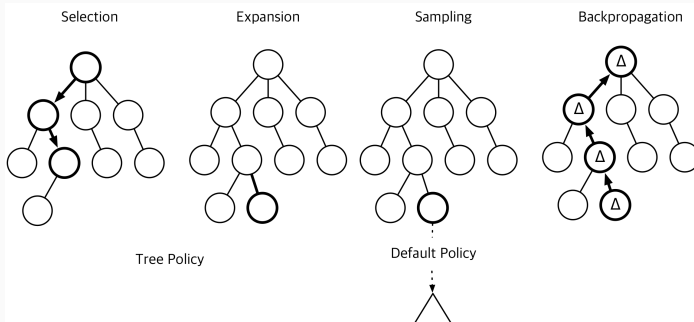 Selection
Expansion
Sampling
Backpropagation
Δ
Δ
Δ
Δ
Tree Policy
Default Policy